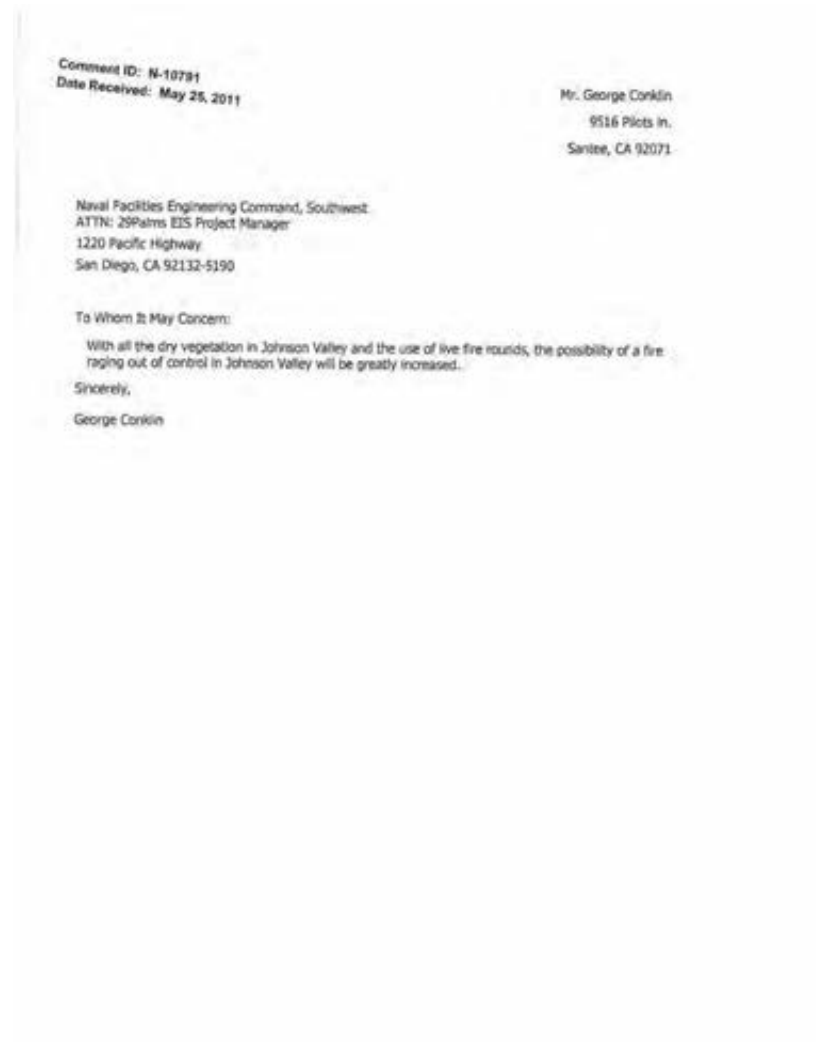 Comment ID: N-10791
Date Received: May 25, 2011
Mr. George Conklin
9516 Pilots ln.
Santee, CA 92071
Naval Facilities Engineering Command, Southwest
ATTN: 29Palms EIS Project Manager
1220 Pacific Highway
San Diego, CA 92132-5190
To Whom It May Concern:
With all the dry vegetation in Johnson Valley and the use of live fire rounds, the possibility of a fire
raging out of control in Johnson Valley will be greatly increased.
Sincerely,
George Conklin